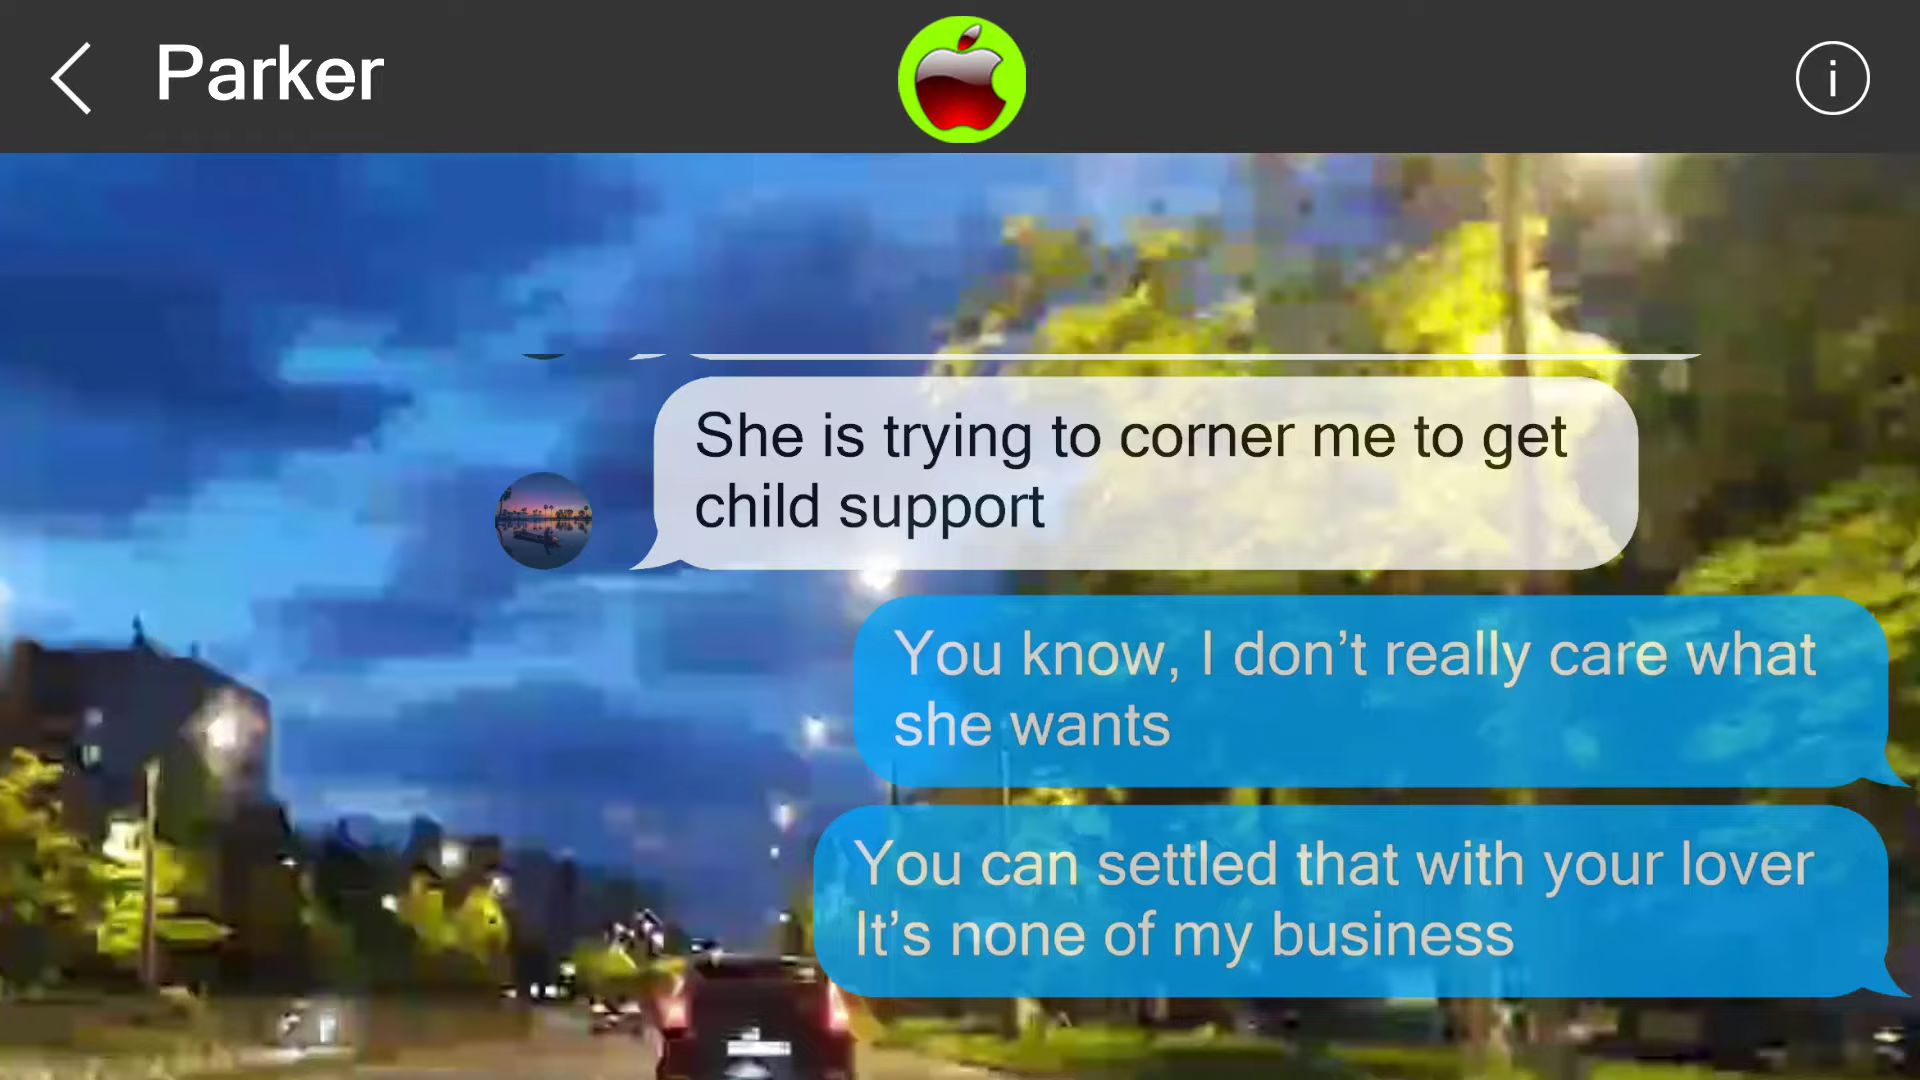 Parker
She is trying to corner me to get
child support
You know, I don’t really care what
she wants
You can settled that with your lover
It’s none of my business